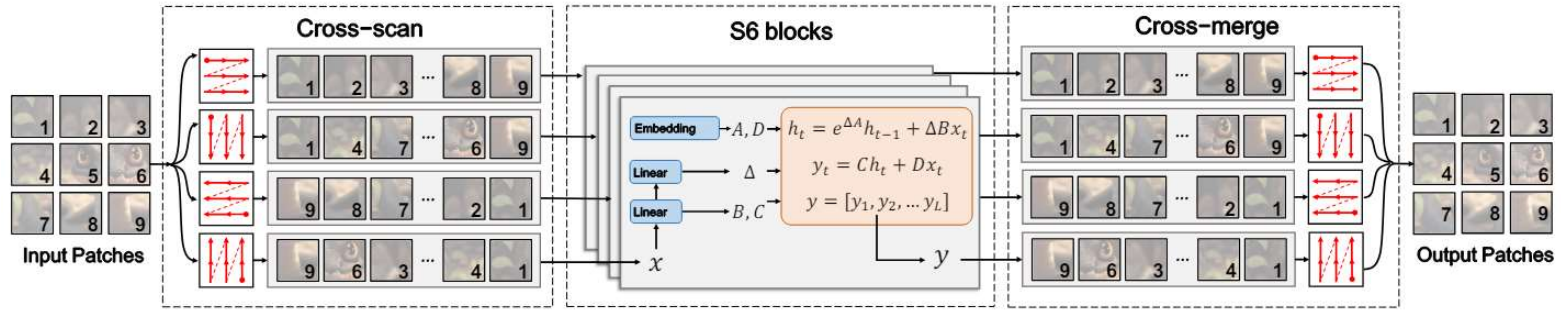 Cross-scan
S6 blocks
Cross-merge
1 2 3
4 5 6
7 8 9
Input Patches
1 2 3 ... 8 9
1 4 7 ... 6 9
9 8 7 ... 2 1
9 6 3 ... 4 1
Embedding
A, D
Linear
Δ
Linear
B, C
x
h_t = e^{ΔA}h_{t−1} + ΔBx_t
y_t = Ch_t + Dx_t
y = [y_1, y_2, ... y_L]
y
1 2 3 ... 8 9
1 4 7 ... 6 9
9 8 7 ... 2 1
9 6 3 ... 4 1
1 2 3
4 5 6
7 8 9
Output Patches